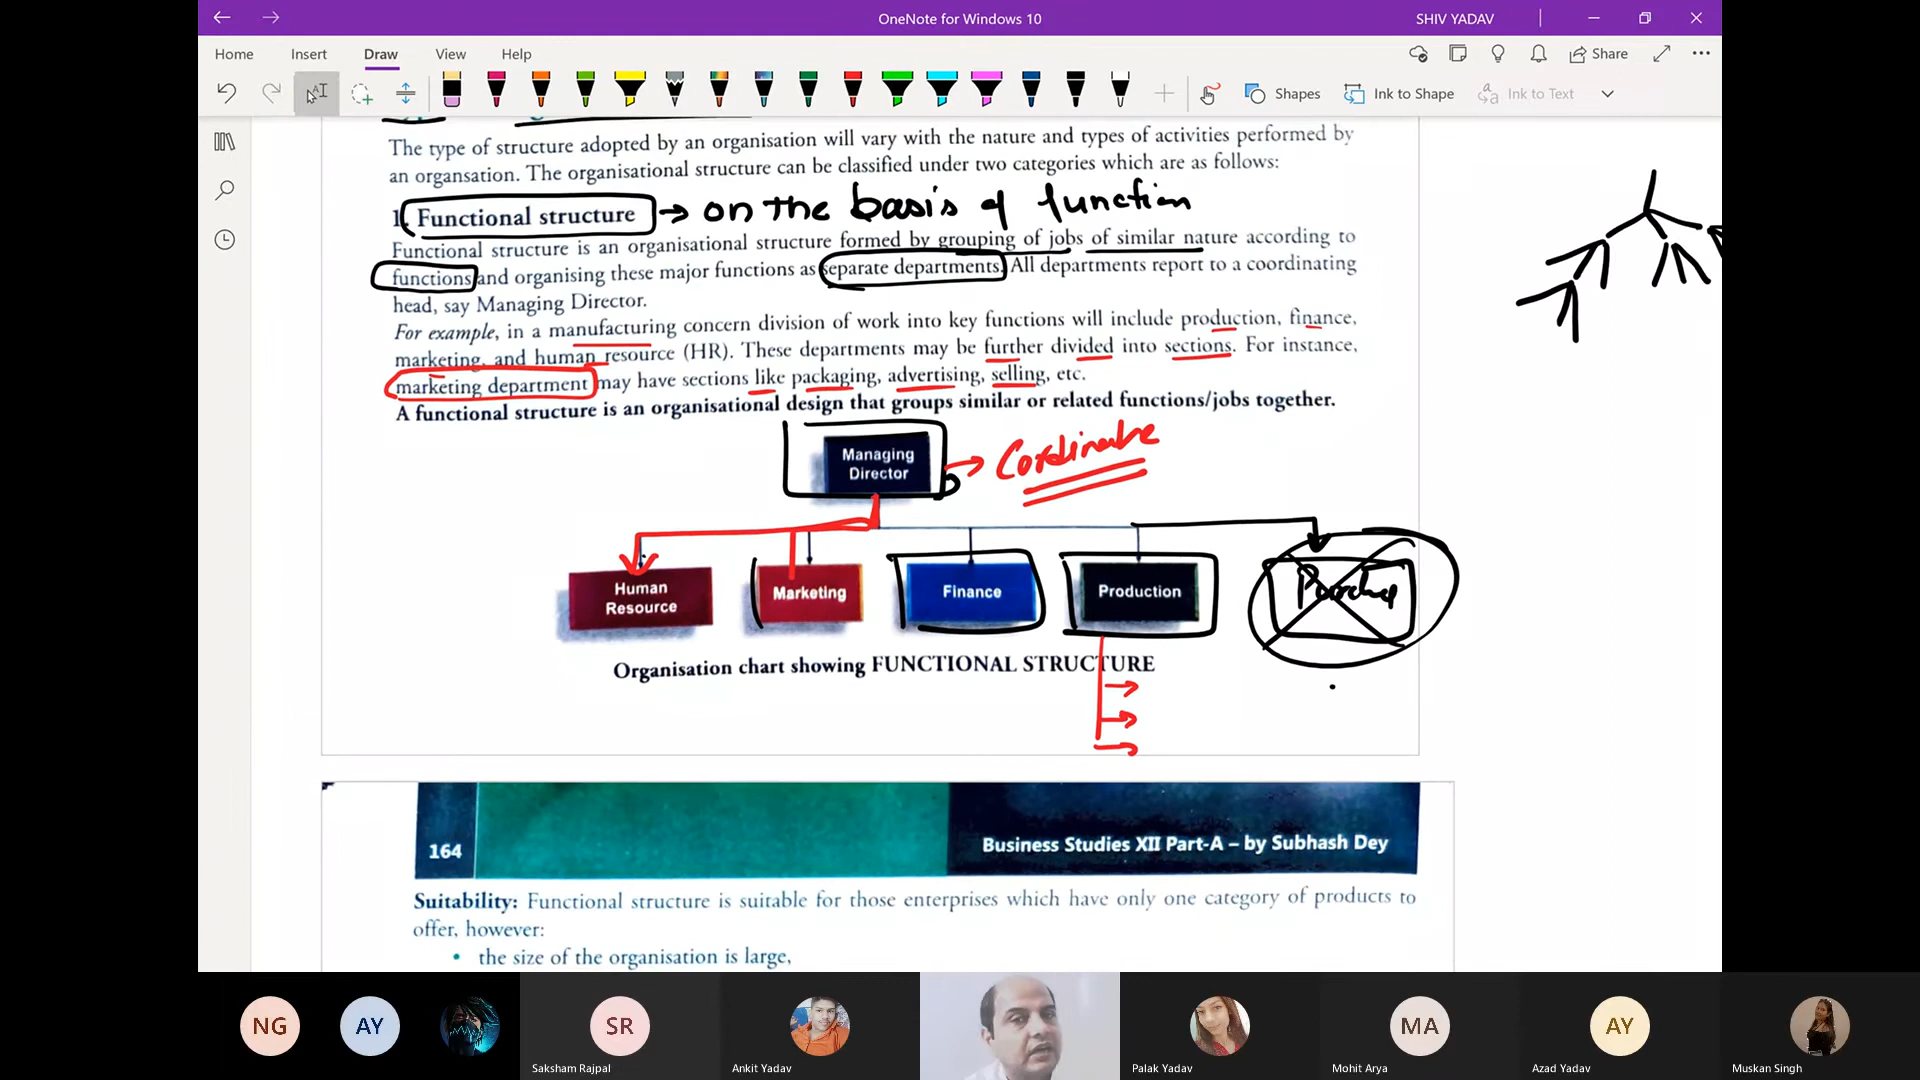 OneNote for Windows 10
SHIV YADAV
Home Insert Draw View Help
Share
Shapes
Ink to Shape
Ink to Text
The type of structure adopted by an organisation will vary with the nature and types of activities performed by
an organsation. The organisational structure can be classified under two categories which are as follows:
1. Functional structure → on the basis of function
Functional structure is an organisational structure formed by grouping of jobs of similar nature according to
functions and organising these major functions as separate departments. All departments report to a coordinating
head, say Managing Director.
For example, in a manufacturing concern division of work into key functions will include production, finance,
marketing, and human resource (HR). These departments may be further divided into sections. For instance,
marketing department may have sections like packaging, advertising, selling, etc.
A functional structure is an organisational design that groups similar or related functions/jobs together.
Managing
Director
Human
Resource
Marketing
Finance
Production
Organisation chart showing FUNCTIONAL STRUCTURE
164
Business Studies XII Part-A – by Subhash Dey
Suitability: Functional structure is suitable for those enterprises which have only one category of products to
offer, however:
• the size of the organisation is large,
NG
AY
SR
MA
AY
Saksham Rajpal
Ankit Yadav
Palak Yadav
Mohit Arya
Azad Yadav
Muskan Singh